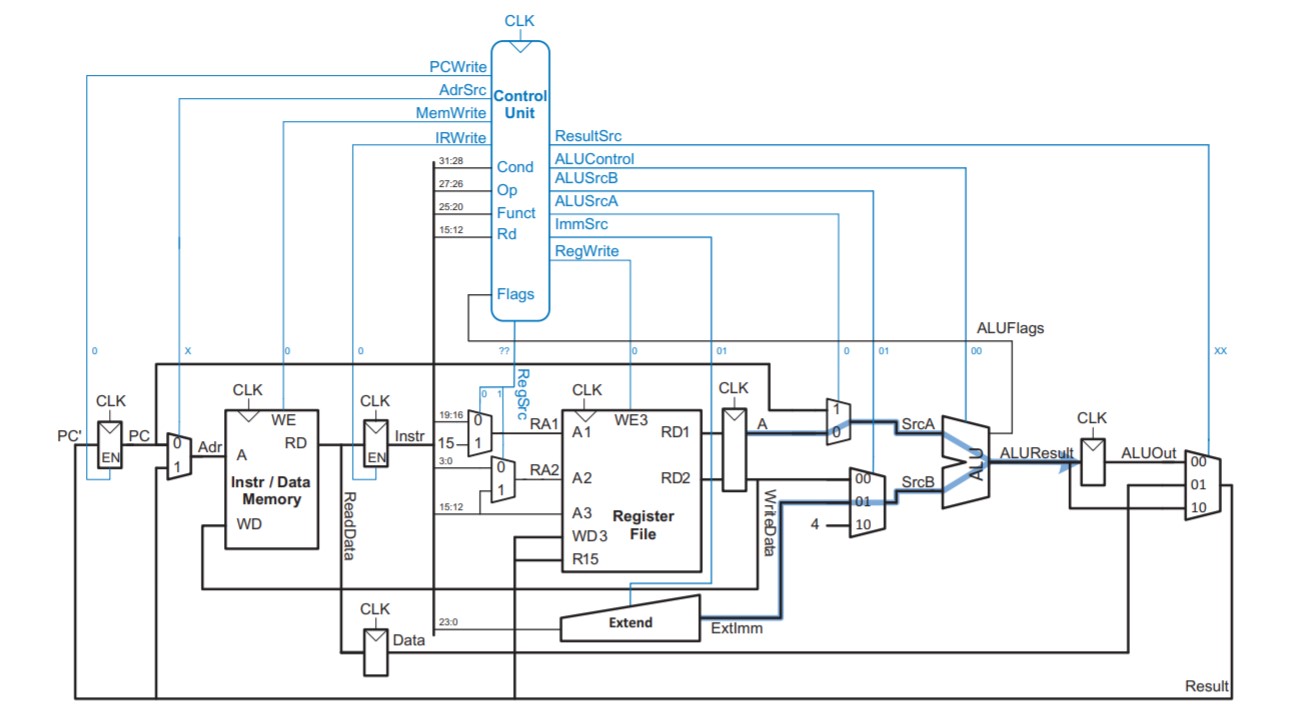 CLK
PCWrite
AdrSrc
MemWrite
IRWrite
Control
Unit
ResultSrc
ALUControl
ALUSrcB
ALUSrcA
ImmSrc
RegWrite
31:28 Cond
27:26 Op
25:20 Funct
15:12 Rd
Flags
ALUFlags
0 X 0 0 ?? 0 01 0 01 00 XX
RegSrc
0 1
CLK CLK CLK CLK CLK CLK
PC' EN PC
0
1
Adr
WE
A RD
Instr / Data
Memory
WD
EN
Instr
ReadData
19:16 0 RA1
15 1
3:0 0 RA2
1
15:12
WE3
A1 RD1
A2 RD2
A3
Register
File
WD3
R15
A
WriteData
1
0
SrcA
00
01
4 10
SrcB
ALU
ALUResult
ALUOut
00
01
10
CLK
Data
23:0
Extend
ExtImm
Result